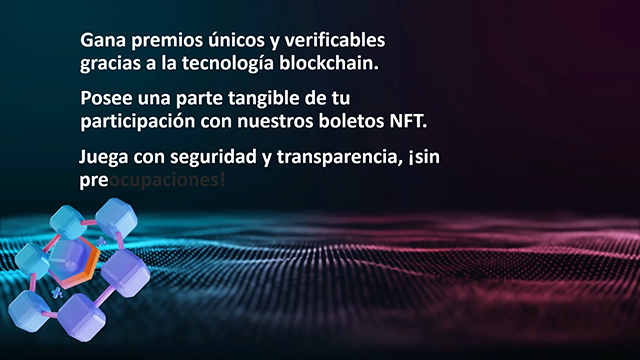 Gana premios únicos y verificables
gracias a la tecnología blockchain.
Posee una parte tangible de tu
participación con nuestros boletos NFT.
Juega con seguridad y transparencia, ¡sin
preocupaciones!